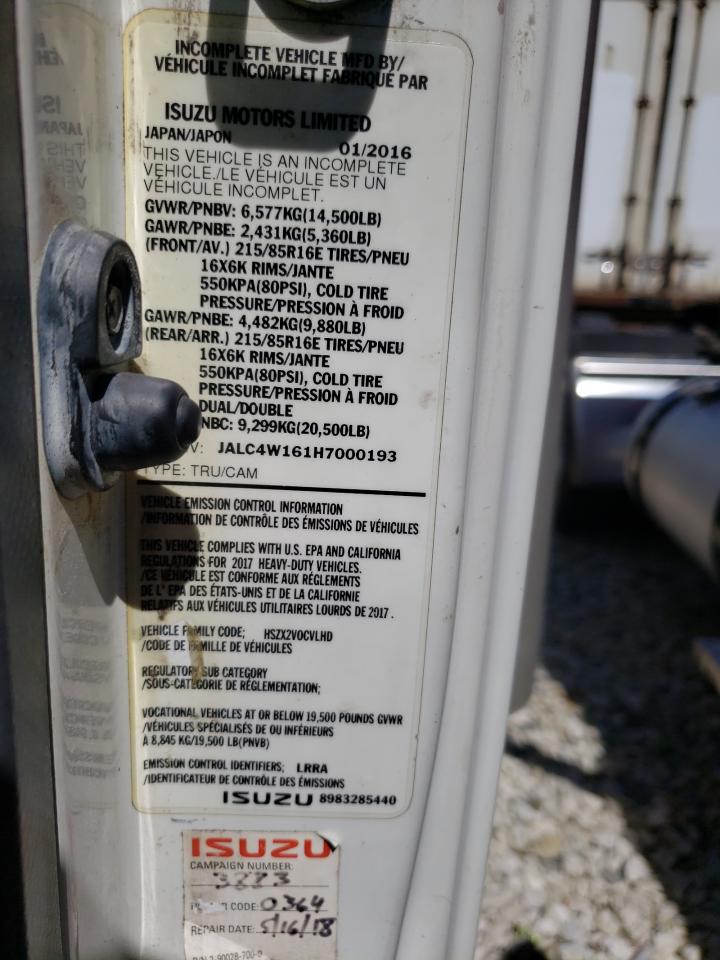 INCOMPLETE VEHICLE MFD BY/
VÉHICULE INCOMPLET FABRIQUÉ PAR
ISUZU MOTORS LIMITED
JAPAN/JAPON 01/2016
THIS VEHICLE IS AN INCOMPLETE
VEHICLE./LE VÉHICULE EST UN
VÉHICULE INCOMPLET.
GVWR/PNBV: 6,577KG(14,500LB)
GAWR/PNBE: 2,431KG(5,360LB)
(FRONT/AV.) 215/85R16E TIRES/PNEU
16X6K RIMS/JANTE
550KPA(80PSI), COLD TIRE
PRESSURE/PRESSION À FROID
GAWR/PNBE: 4,482KG(9,880LB)
(REAR/ARR.) 215/85R16E TIRES/PNEU
16X6K RIMS/JANTE
550KPA(80PSI), COLD TIRE
PRESSURE/PRESSION À FROID
DUAL/DOUBLE
NBC: 9,299KG(20,500LB)
V: JALC4W161H7000193
TYPE: TRU/CAM
VEHICLE EMISSION CONTROL INFORMATION
/INFORMATION DE CONTRÔLE DES ÉMISSIONS DE VÉHICULES
THIS VEHICLE COMPLIES WITH U.S. EPA AND CALIFORNIA
REGULATIONS FOR 2017 HEAVY-DUTY VEHICLES.
/CE VÉHICULE EST CONFORME AUX RÉGLEMENTS
DE L' EPA DES ÉTATS-UNIS ET DE LA CALIFORNIE
RELATIFS AUX VÉHICULES UTILITAIRES LOURDS DE 2017.
VEHICLE FAMILY CODE; HSZX2VOCVLHD
/CODE DE FAMILLE DE VÉHICULES
REGULATORY SUB CATEGORY
/SOUS-CATÉGORIE DE RÉGLEMENTATION;
VOCATIONAL VEHICLES AT OR BELOW 19,500 POUNDS GVWR
/VÉHICULES SPÉCIALISÉS DE OU INFÉRIEURS
À 8,845 KG/19,500 LB(PNVB)
EMISSION CONTROL IDENTIFIERS; LRRA
/IDENTIFICATEUR DE CONTRÔLE DES ÉMISSIONS
ISUZU 8983285440
ISUZU
CAMPAIGN NUMBER:
CODE: 0364
REPAIR DATE: 5/16/18